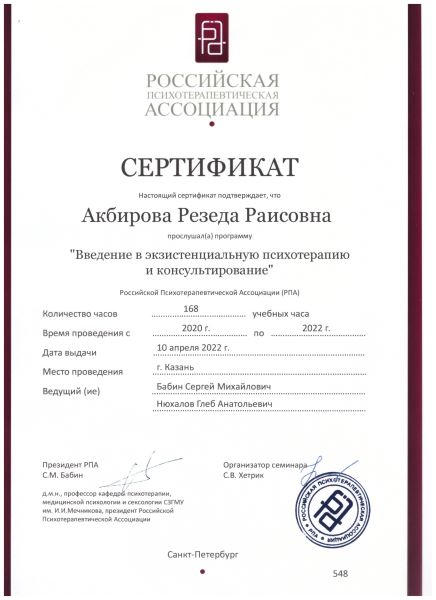 РОССИЙСКАЯ
ПСИХОТЕРАПЕВТИЧЕСКАЯ
АССОЦИАЦИЯ
СЕРТИФИКАТ
Настоящий сертификат подтверждает, что
Акбирова Резеда Раисовна
прослушал(а) программу
"Введение в экзистенциальную психотерапию
и консультирование"
Российской Психотерапевтической Ассоциации (РПА)
Количество часов 168 учебных часа
Время проведения с 2020 г. по 2022 г.
Дата выдачи 10 апреля 2022 г.
Место проведения г. Казань
Ведущий (ие) Бабин Сергей Михайлович
Нюхалов Глеб Анатольевич
Президент РПА
С.М. Бабин
д.м.н., профессор кафедры психотерапии,
медицинской психологии и сексологии СЗГМУ
им. И.И.Мечникова, президент Российской
Психотерапевтической Ассоциации
Организатор семинара
С.В. Хетрик
РОССИЙСКАЯ ПСИХОТЕРАПЕВТИЧЕСКАЯ АССОЦИАЦИЯ
РПА
Санкт-Петербург
548